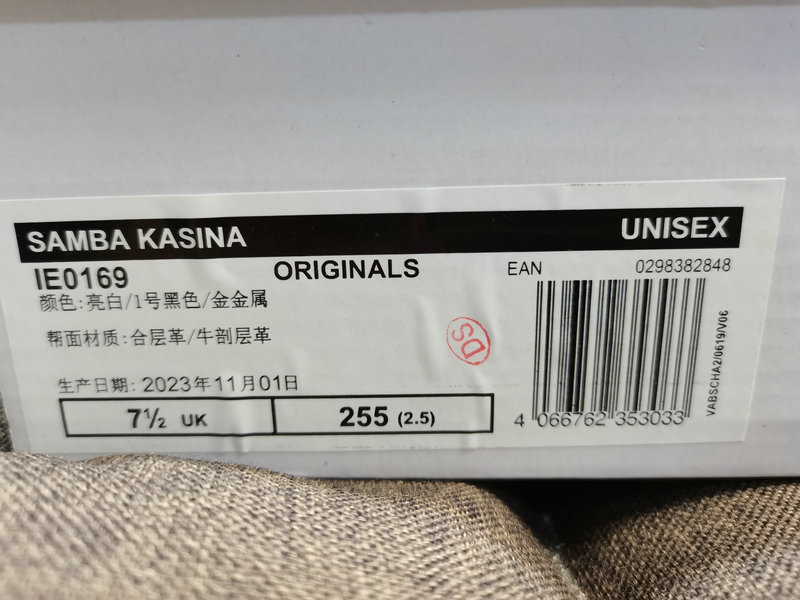 SAMBA KASINA UNISEX
IE0169 ORIGINALS EAN 0298382848
颜色:亮白/1号黑色/金金属
帮面材质:合层革/牛剖层革
DS
生产日期: 2023年11月01日
7½ UK 255 (2.5)
4 066762 353033
VABSCHA2/0619/V06